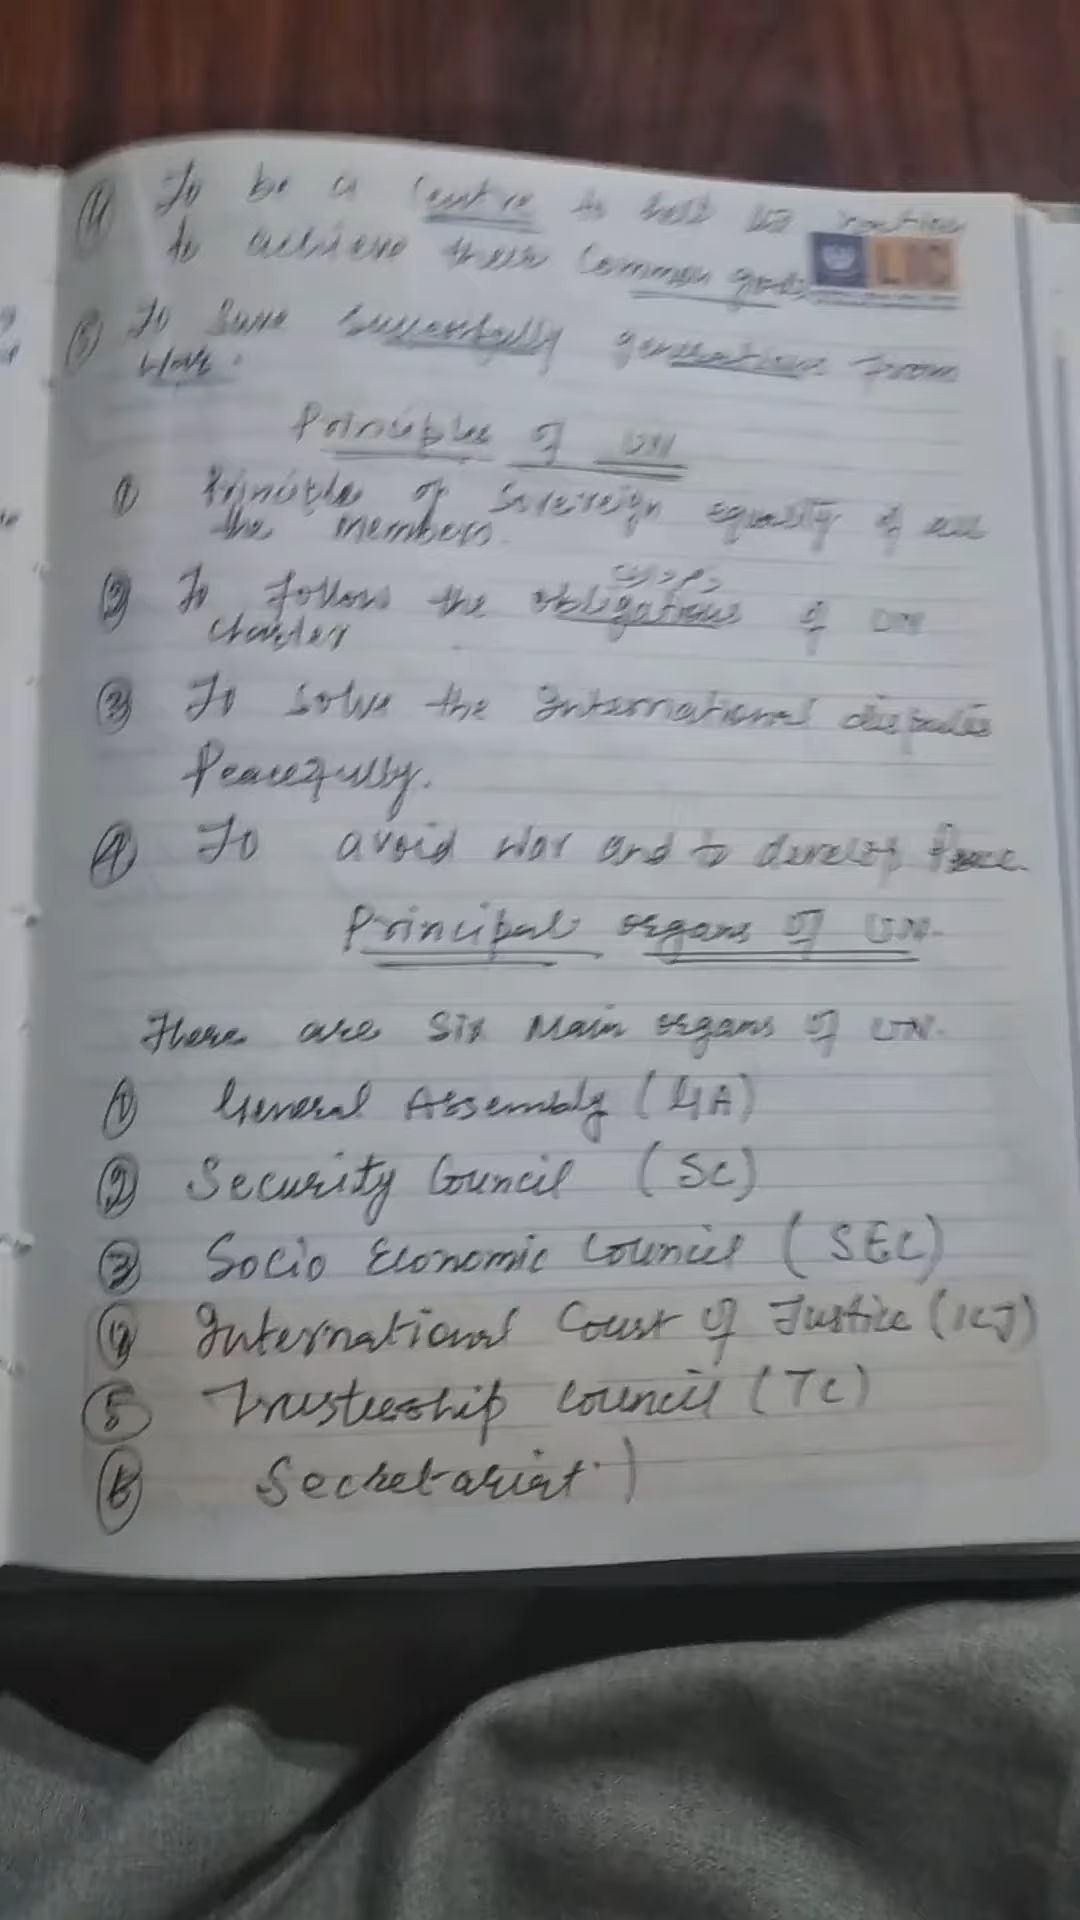 ④ To be a Centre to help us nation
to achieve their Common goals
LIC
⑤ To Save Successfully generations from
War.
Principles of UN
① Principle of Sovereign equality of all
the members.
② To follow the obligations of UN
Charter
③ To solve the International disputes
Peacefully.
④ To avoid war and to develop Peace
Principal organs of UN.
There are Six Main organs of UN.
① General Assembly (GA)
② Security Council (SC)
③ Socio Economic Council (SEC)
④ International Court of Justice (ICJ)
⑤ Trusteeship Council (TC)
⑥ Secretariat.)